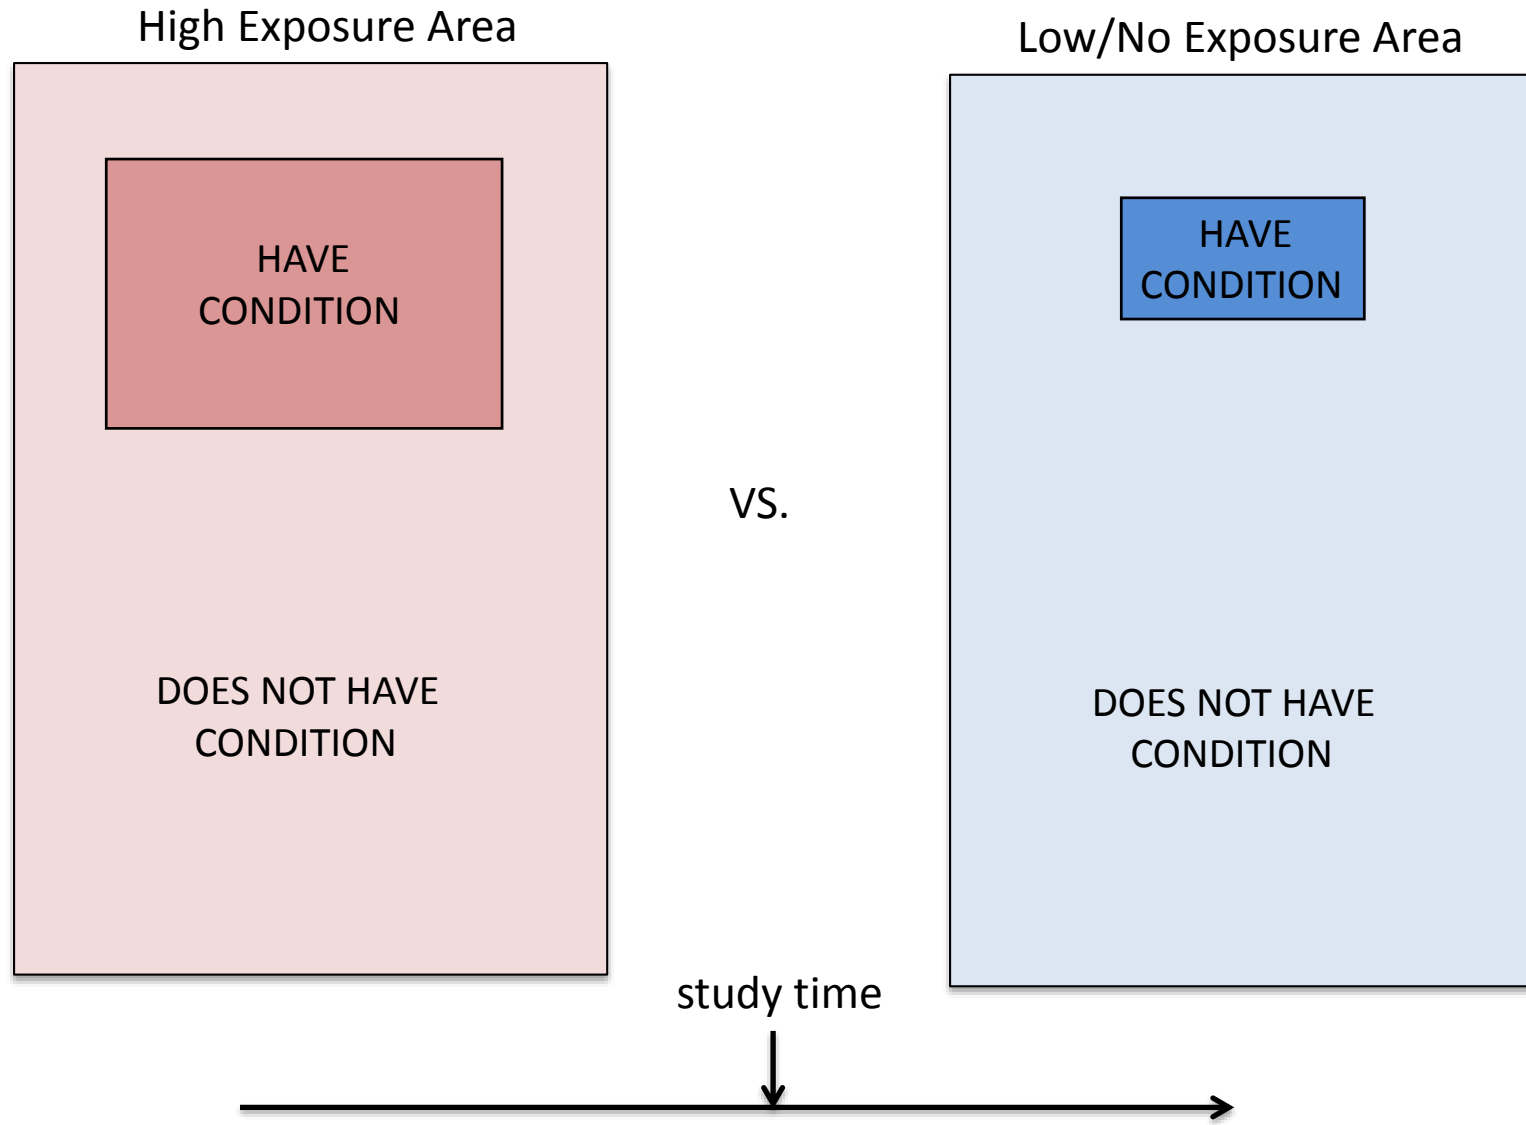 High Exposure Area
HAVE
CONDITION
DOES NOT HAVE
CONDITION
VS.
Low/No Exposure Area
HAVE
CONDITION
DOES NOT HAVE
CONDITION
study time